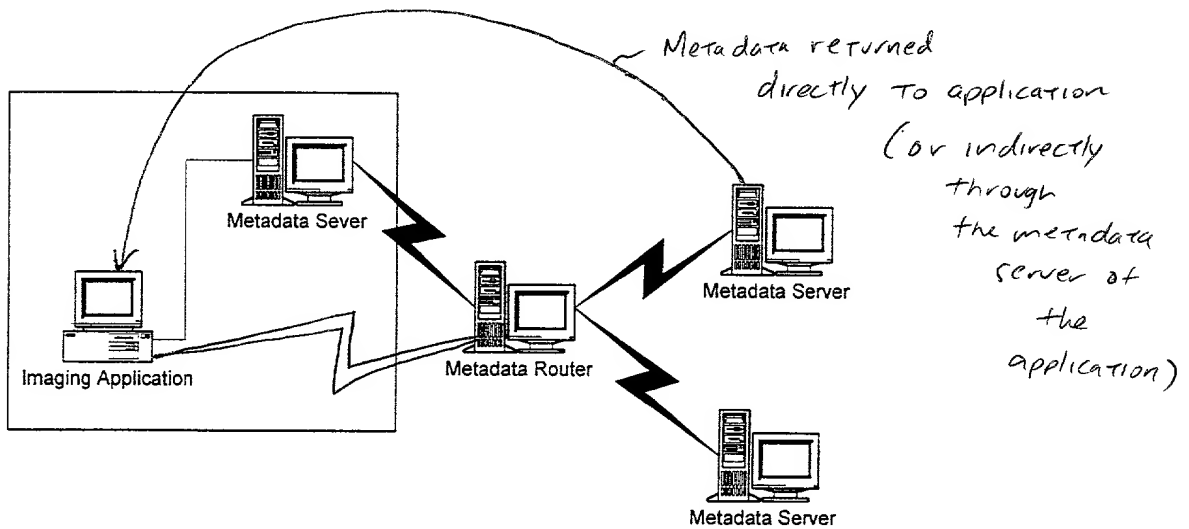 Metadata returned
directly to application
(or indirectly
through
the metadata
server of
the
application)
Metadata Sever
Imaging Application
Metadata Router
Metadata Server
Metadata Server